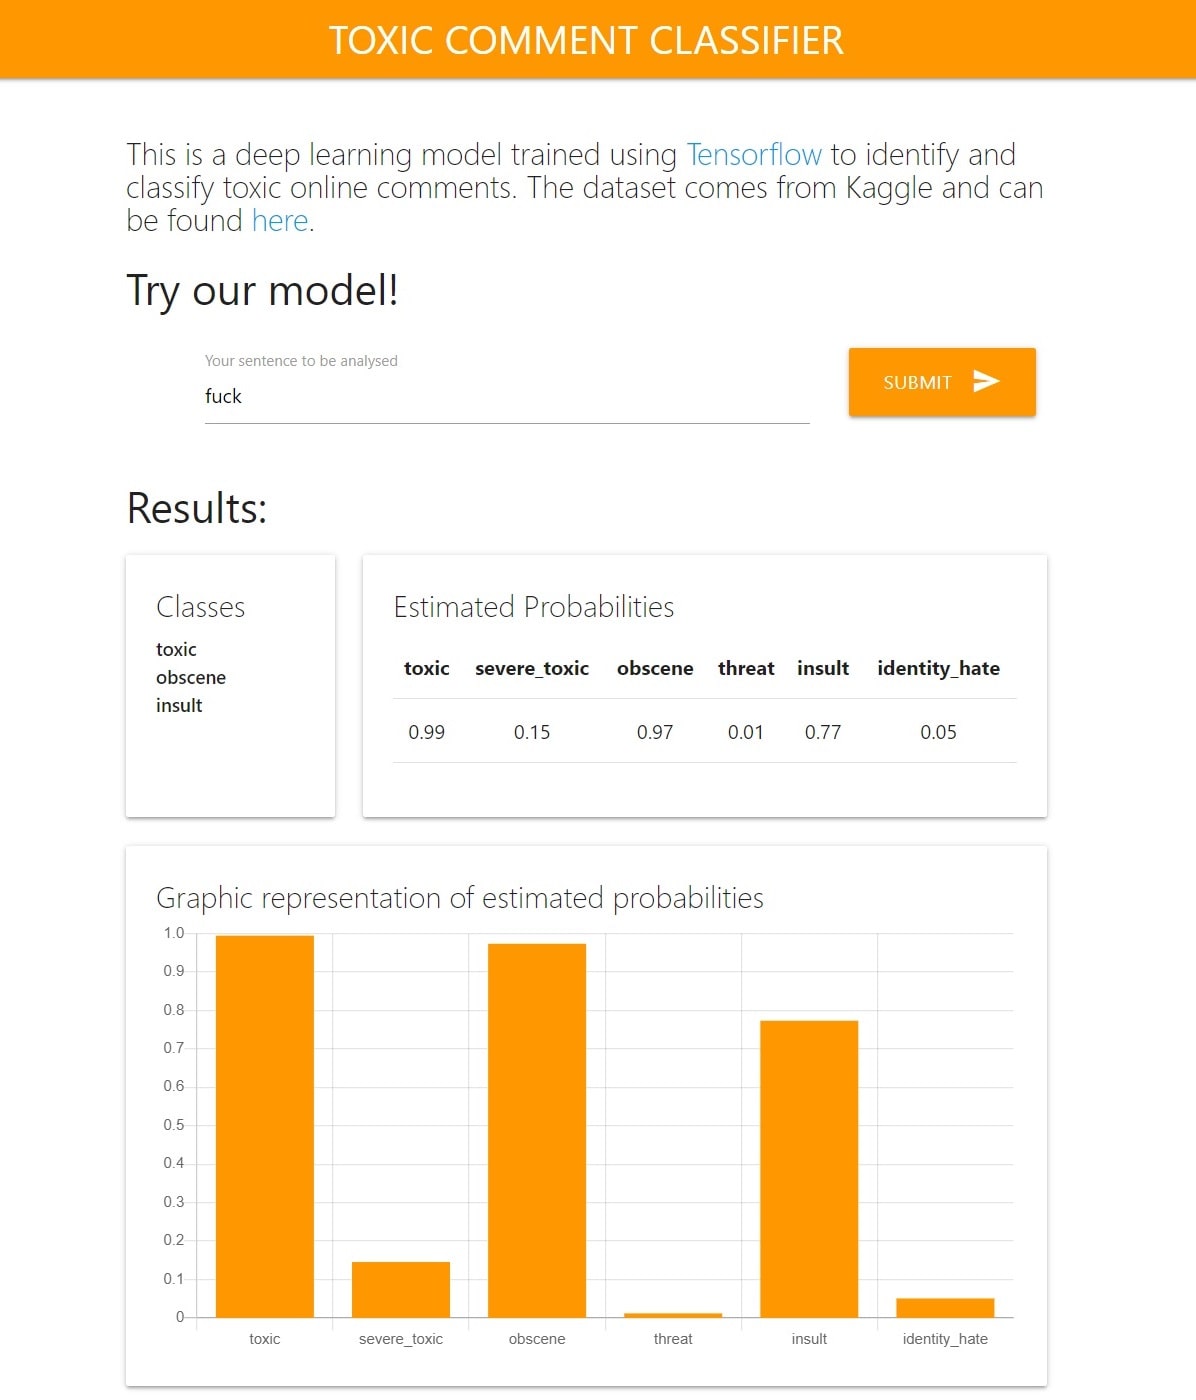 TOXIC COMMENT CLASSIFIER
This is a deep learning model trained using Tensorflow to identify and
classify toxic online comments. The dataset comes from Kaggle and can
be found here.
Try our model!
Your sentence to be analysed
fuck
SUBMIT
Results:
Classes
toxic
obscene
insult
Estimated Probabilities
toxic severe_toxic obscene threat insult identity_hate
0.99 0.15 0.97 0.01 0.77 0.05
Graphic representation of estimated probabilities
1.0
0.9
0.8
0.7
0.6
0.5
0.4
0.3
0.2
0.1
0
toxic severe_toxic obscene threat insult identity_hate